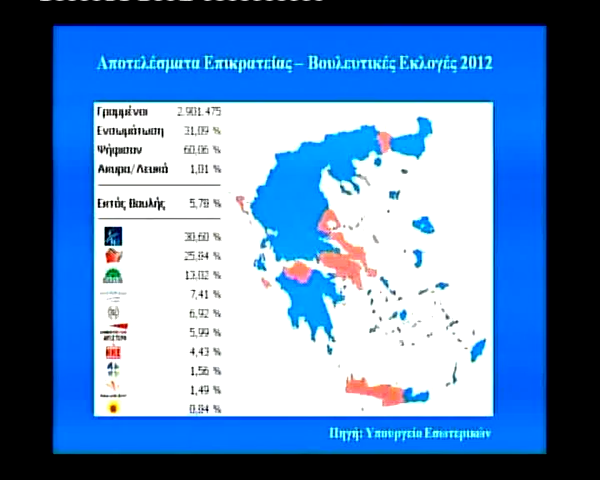 Αποτελέσματα Επικρατείας – Βουλευτικές Εκλογές 2012
Γραμμένοι 2.901.475
Ενσωμάτωση 31,09 %
Ψήφισαν 60,06 %
Άκυρα/Λευκά 1,01 %
Εκτός Βουλής 5,79 %
30,60 %
25,84 %
13,02 %
7,41 %
6,92 %
5,99 %
4,43 %
1,56 %
1,49 %
0,84 %
Πηγή: Υπουργείο Εσωτερικών